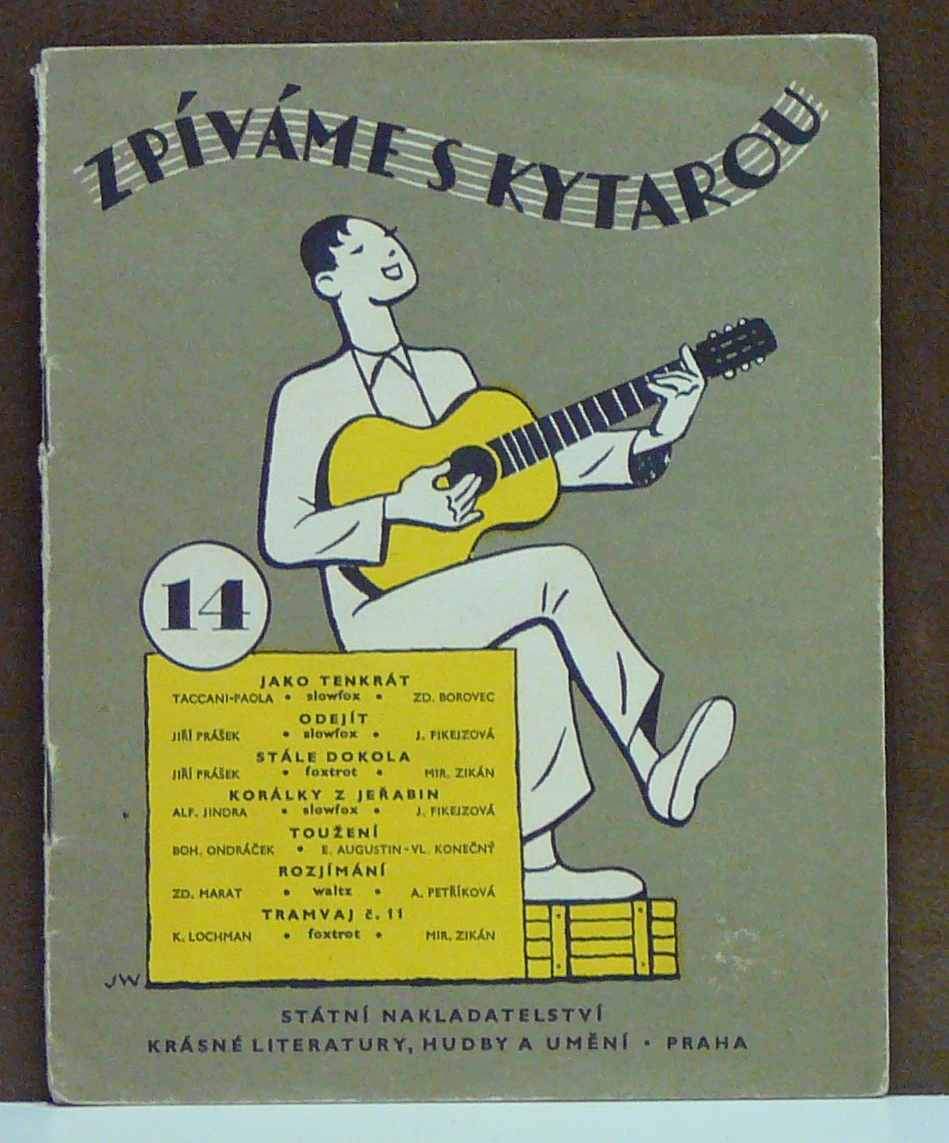 ZPÍVÁME S KYTAROU
14
JAKO TENKRÁT
TACCANI-PAOLA • slowfox • ZD. BOROVEC
ODEJÍT
JIŘÍ PRÁŠEK • slowfox • J. FIKEJZOVÁ
STÁLE DOKOLA
JIŘÍ PRÁŠEK • foxtrot • MIR. ZIKÁN
KORÁLKY Z JEŘABIN
ALF. JINDRA • slowfox • J. FIKEJZOVÁ
TOUŽENÍ
BOH. ONDRÁČEK • E. AUGUSTIN-VL. KONEČNÝ
ROZJÍMÁNÍ
ZD. MARAT • waltz • A. PETŘÍKOVÁ
TRAMVAJ č. 11
K. LOCHMAN • foxtrot • MIR. ZIKÁN
JW
STÁTNÍ NAKLADATELSTVÍ
KRÁSNÉ LITERATURY, HUDBY A UMĚNÍ • PRAHA